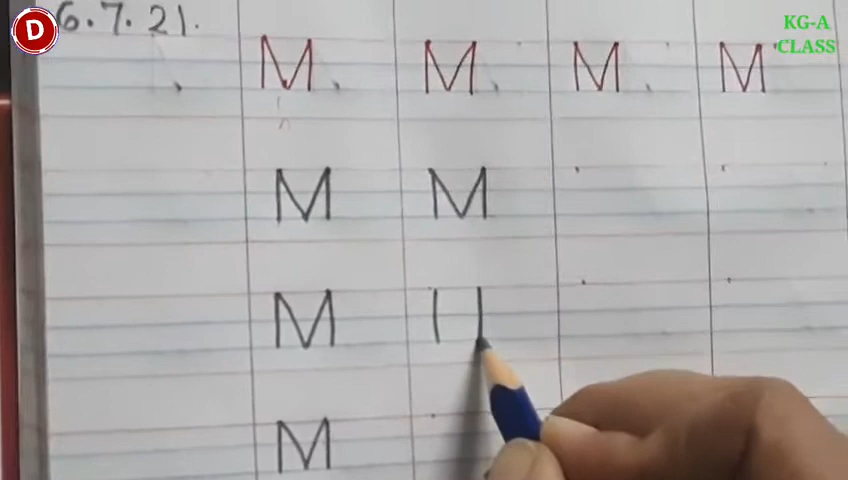 D
6.7.21.
KG-A
CLASS
M M M M
M M
M
M